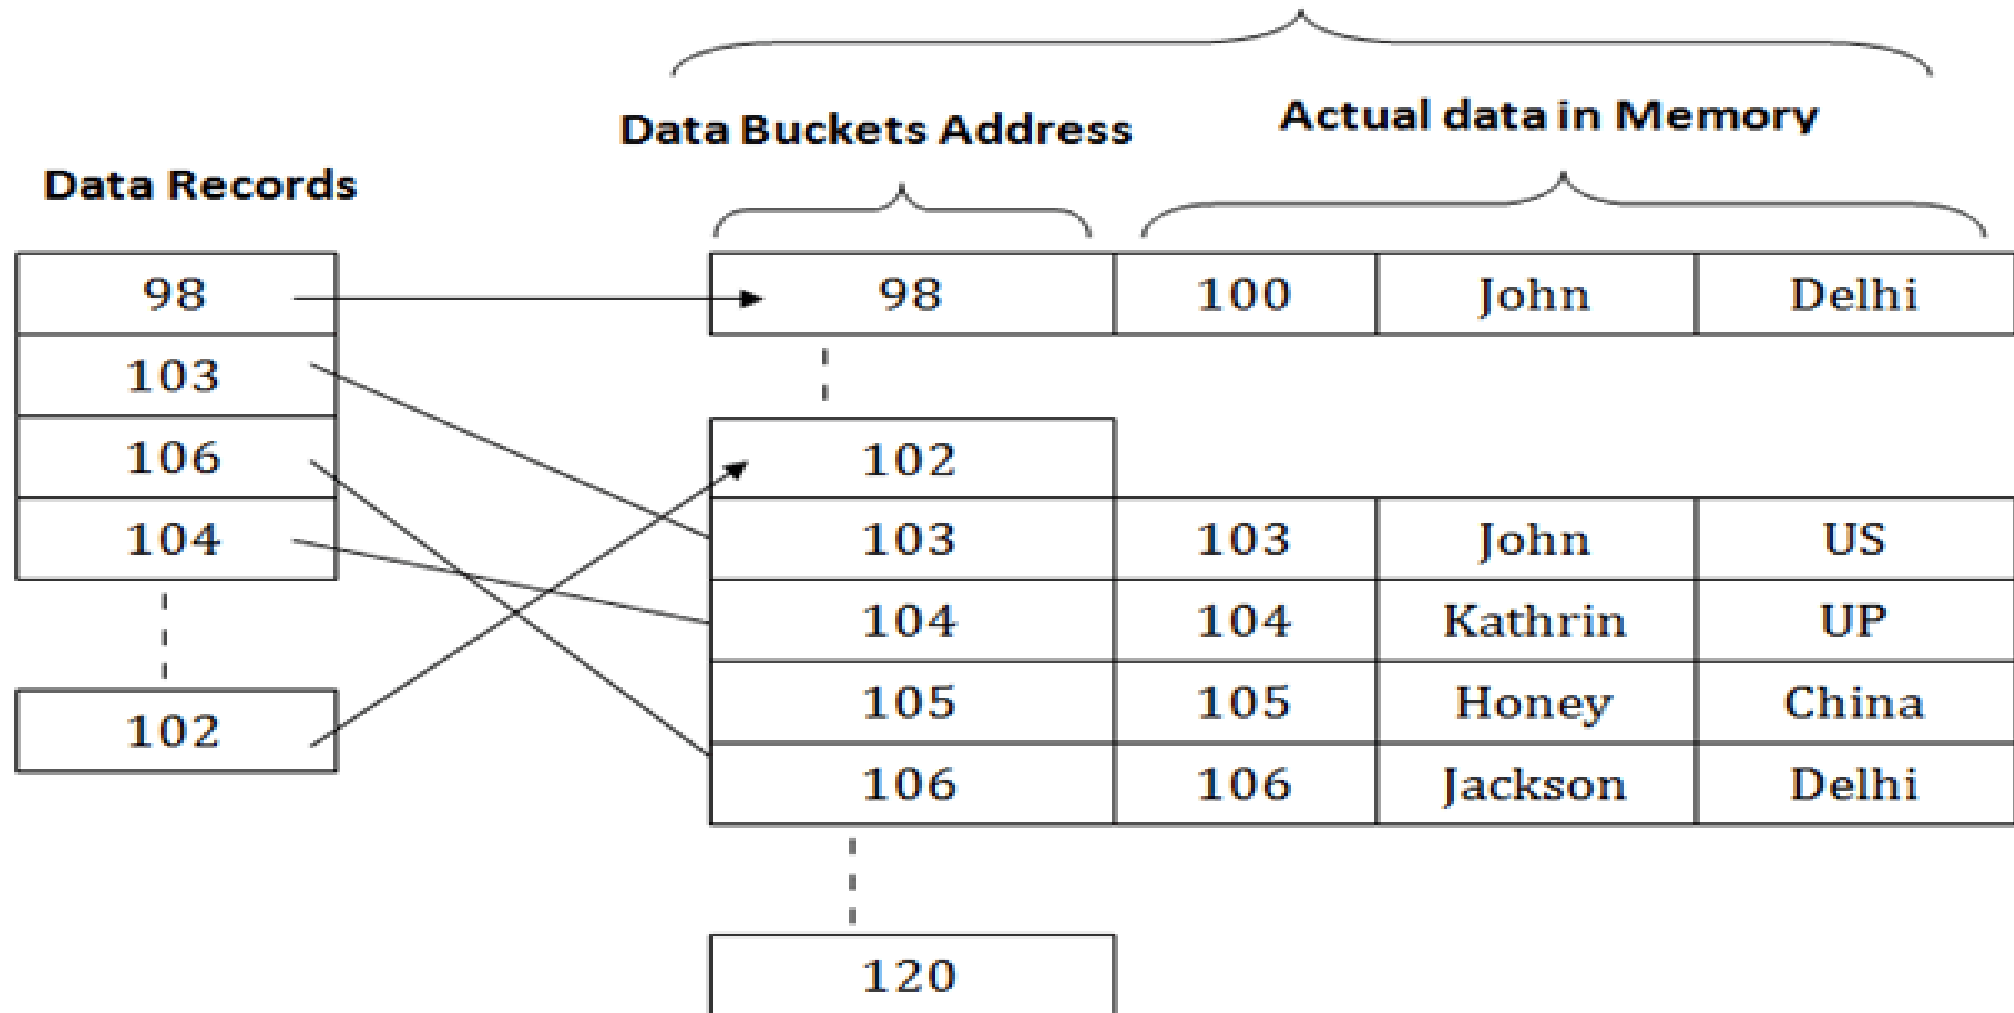 Data Buckets Address
Actual data in Memory
Data Records
98
98 100 John Delhi
103
106
102
104
103 103 John US
104 104 Kathrin UP
102
105 105 Honey China
106 106 Jackson Delhi
120